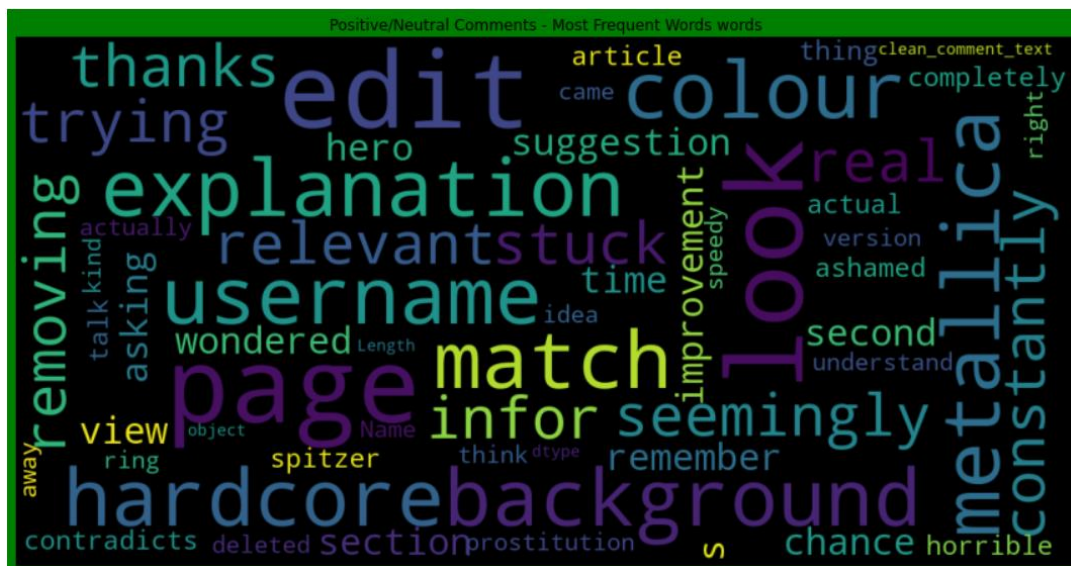 Positive/Neutral Comments - Most Frequent Words words
thanks
edit
article
thing
clean_comment_text
came
colour
completely
trying
hero
suggestion
right
explanation
look
real
metallica
removing
actually
relevant
stuck
improvement
speedy
actual
constantly
kind
talk
asking
username
time
version
ashamed
idea
wondered
Length
match
second
understand
page
infor
seemingly
view
object
Name
away
ring
spitzer
think
dtype
remember
hardcore
background
contradicts
deleted
section
prostitution
s
chance
horrible